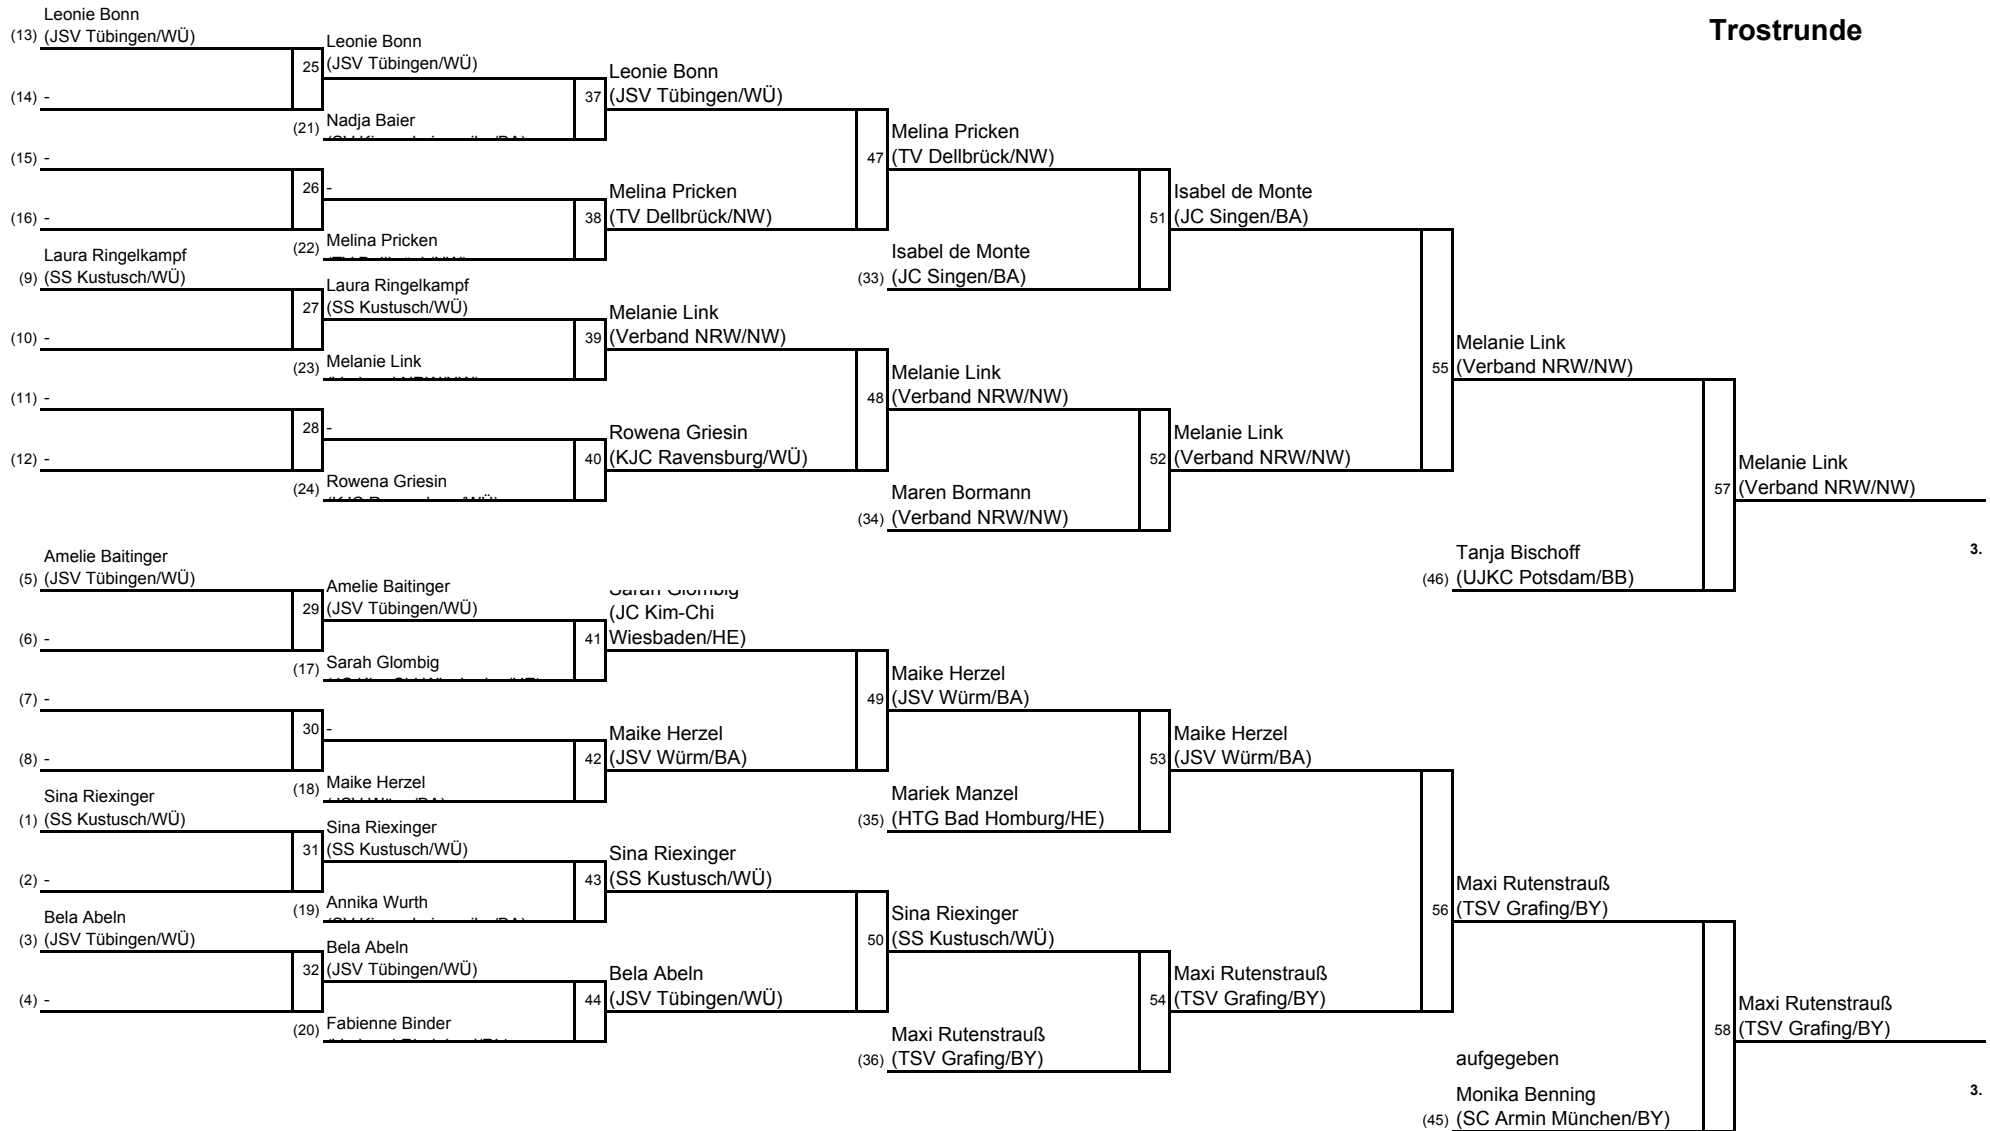 Trostrunde
Leonie Bonn
(13) (JSV Tübingen/WÜ)
(14) -
(15) -
(16) -
Laura Ringelkampf
(9) (SS Kustusch/WÜ)
(10) -
(11) -
(12) -
Amelie Baitinger
(5) (JSV Tübingen/WÜ)
(6) -
(7) -
(8) -
Sina Riexinger
(1) (SS Kustusch/WÜ)
(2) -
Bela Abeln
(3) (JSV Tübingen/WÜ)
(4) -
Leonie Bonn
25 (JSV Tübingen/WÜ)
(21) Nadja Baier
26 -
(22) Melina Pricken
Laura Ringelkampf
27 (SS Kustusch/WÜ)
(23) Melanie Link
28 -
(24) Rowena Griesin
Amelie Baitinger
29 (JSV Tübingen/WÜ)
(17) Sarah Glombig
30 -
(18) Maike Herzel
Sina Riexinger
31 (SS Kustusch/WÜ)
(19) Annika Wurth
Bela Abeln
32 (JSV Tübingen/WÜ)
(20) Fabienne Binder
Leonie Bonn
37 (JSV Tübingen/WÜ)
Melina Pricken
38 (TV Dellbrück/NW)
Melanie Link
39 (Verband NRW/NW)
Rowena Griesin
40 (KJC Ravensburg/WÜ)
Sarah Glombig
(JC Kim-Chi
41 Wiesbaden/HE)
Maike Herzel
42 (JSV Würm/BA)
Sina Riexinger
43 (SS Kustusch/WÜ)
Bela Abeln
44 (JSV Tübingen/WÜ)
Melina Pricken
47 (TV Dellbrück/NW)
Isabel de Monte
(33) (JC Singen/BA)
Melanie Link
48 (Verband NRW/NW)
Maren Bormann
(34) (Verband NRW/NW)
Maike Herzel
49 (JSV Würm/BA)
Mariek Manzel
(35) (HTG Bad Homburg/HE)
Sina Riexinger
50 (SS Kustusch/WÜ)
Maxi Rutenstrauß
(36) (TSV Grafing/BY)
Isabel de Monte
51 (JC Singen/BA)
Melanie Link
52 (Verband NRW/NW)
Maike Herzel
53 (JSV Würm/BA)
Maxi Rutenstrauß
54 (TSV Grafing/BY)
Melanie Link
55 (Verband NRW/NW)
Tanja Bischoff
(46) (UJKC Potsdam/BB)
Maxi Rutenstrauß
56 (TSV Grafing/BY)
aufgegeben
Monika Benning
(45) (SC Armin München/BY)
Melanie Link
57 (Verband NRW/NW)
3.
Maxi Rutenstrauß
58 (TSV Grafing/BY)
3.